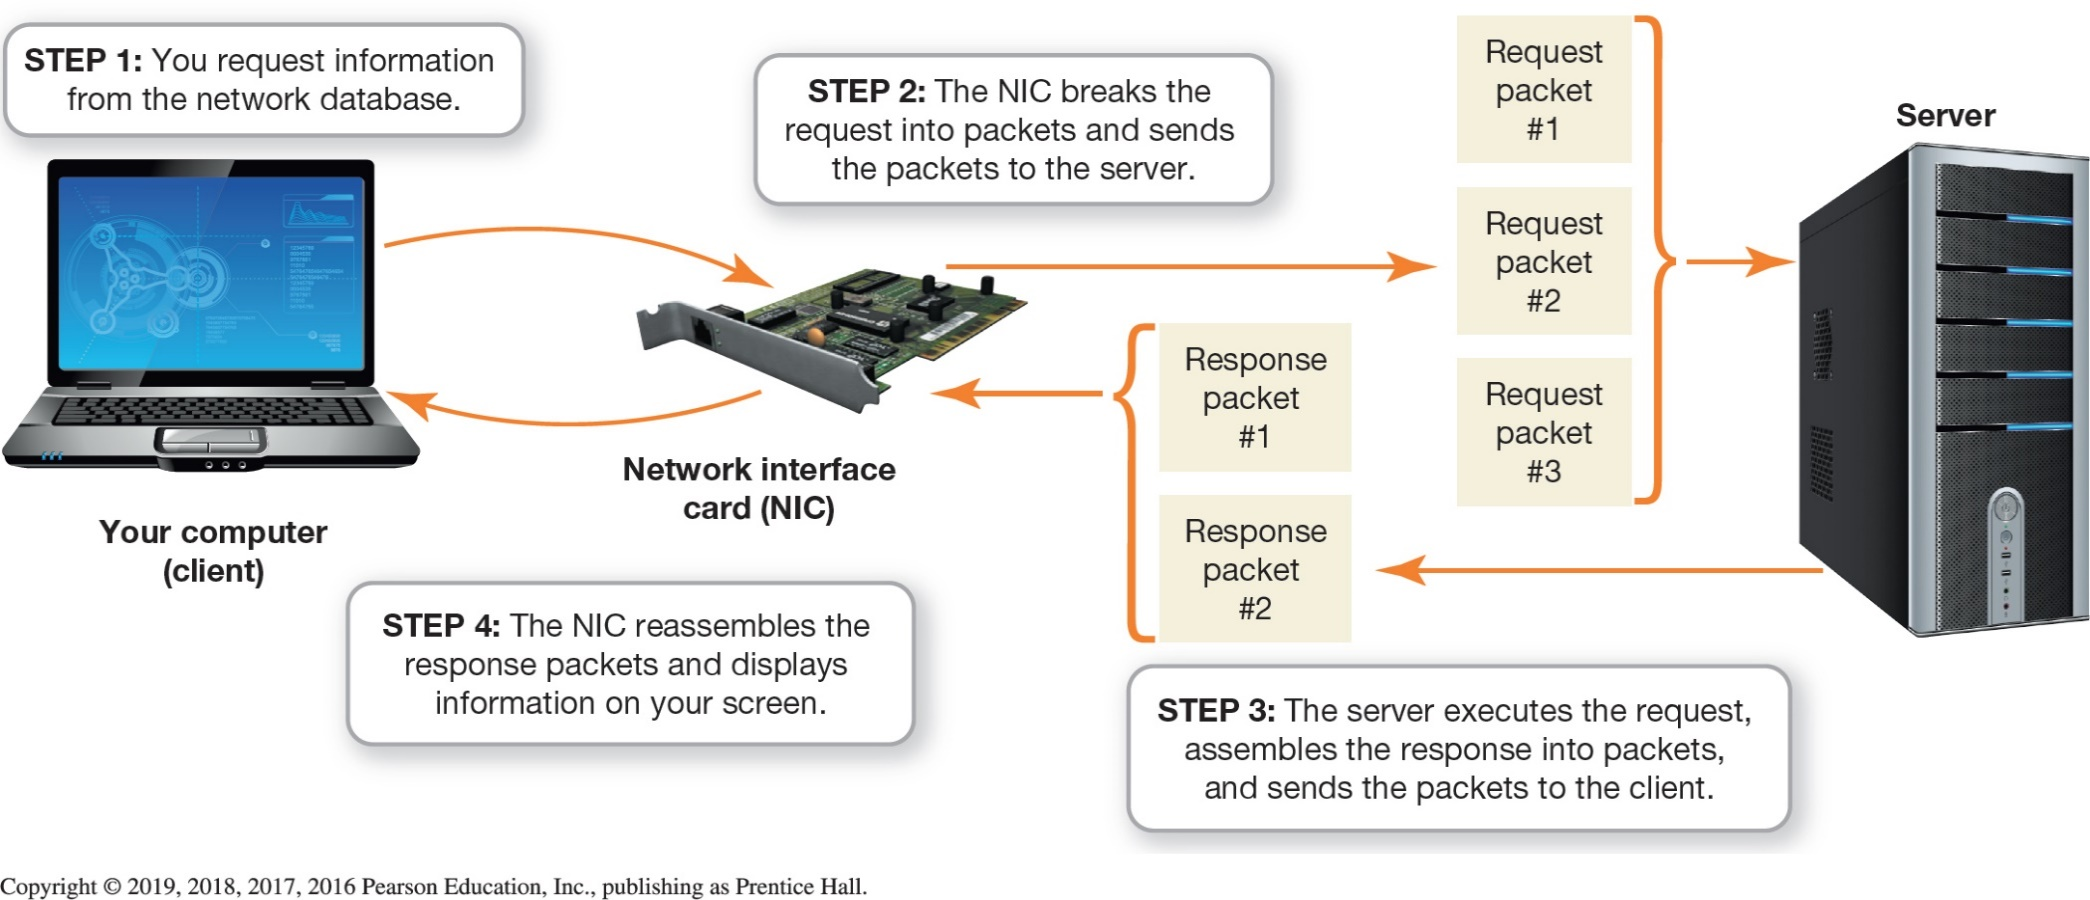 STEP 1: You request information
from the network database.
STEP 2: The NIC breaks the
request into packets and sends
the packets to the server.
Request
packet
#1
Request
packet
#2
Request
packet
#3
Server
Response
packet
#1
Response
packet
#2
Network interface
card (NIC)
Your computer
(client)
STEP 4: The NIC reassembles the
response packets and displays
information on your screen.
STEP 3: The server executes the request,
assembles the response into packets,
and sends the packets to the client.
Copyright © 2019, 2018, 2017, 2016 Pearson Education, Inc., publishing as Prentice Hall.